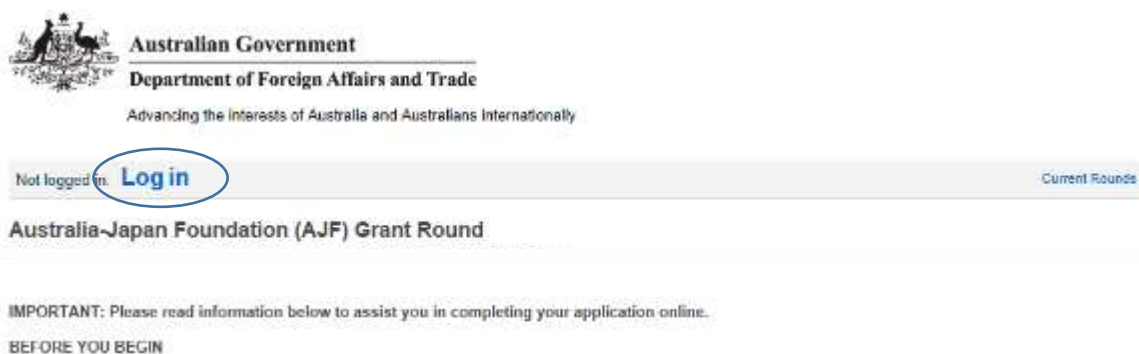 Australian Government
Department of Foreign Affairs and Trade
Advancing the Interests of Australia and Australians Internationally
Not logged in. Log in Current Rounds
Australia-Japan Foundation (AJF) Grant Round
IMPORTANT: Please read information below to assist you in completing your application online.
BEFORE YOU BEGIN